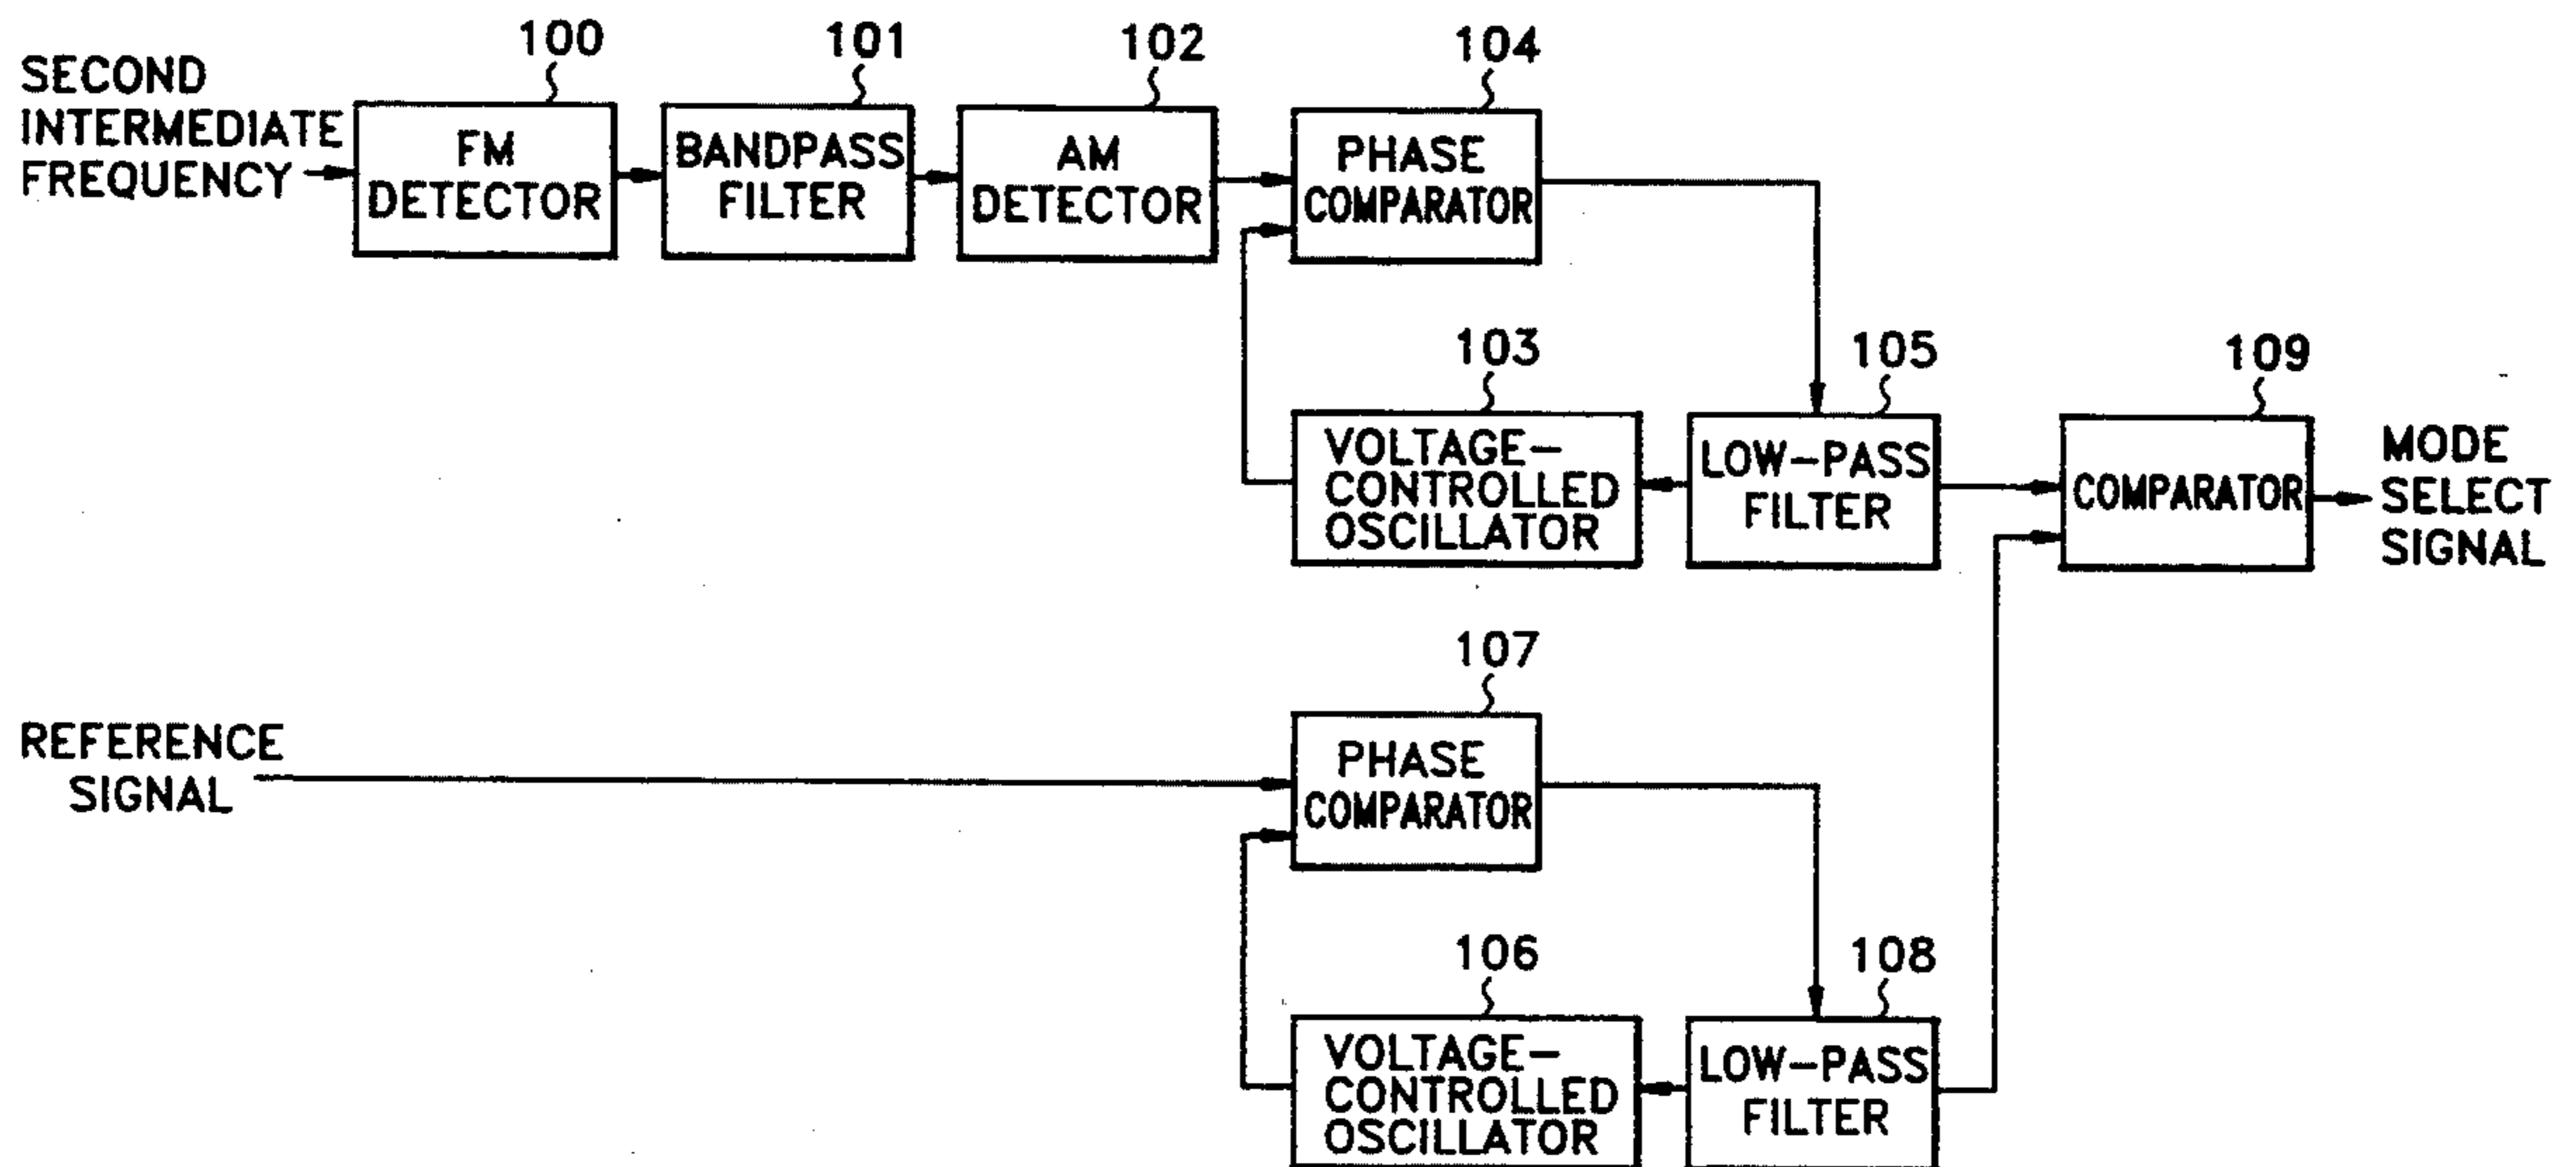 100
101
102
104
SECOND
INTERMEDIATE
FREQUENCY
FM
DETECTOR
BANDPASS
FILTER
AM
DETECTOR
PHASE
COMPARATOR
103
105
109
VOLTAGE-
CONTROLLED
OSCILLATOR
LOW-PASS
FILTER
COMPARATOR
MODE
SELECT
SIGNAL
107
REFERENCE
SIGNAL
PHASE
COMPARATOR
106
108
VOLTAGE-
CONTROLLED
OSCILLATOR
LOW-PASS
FILTER